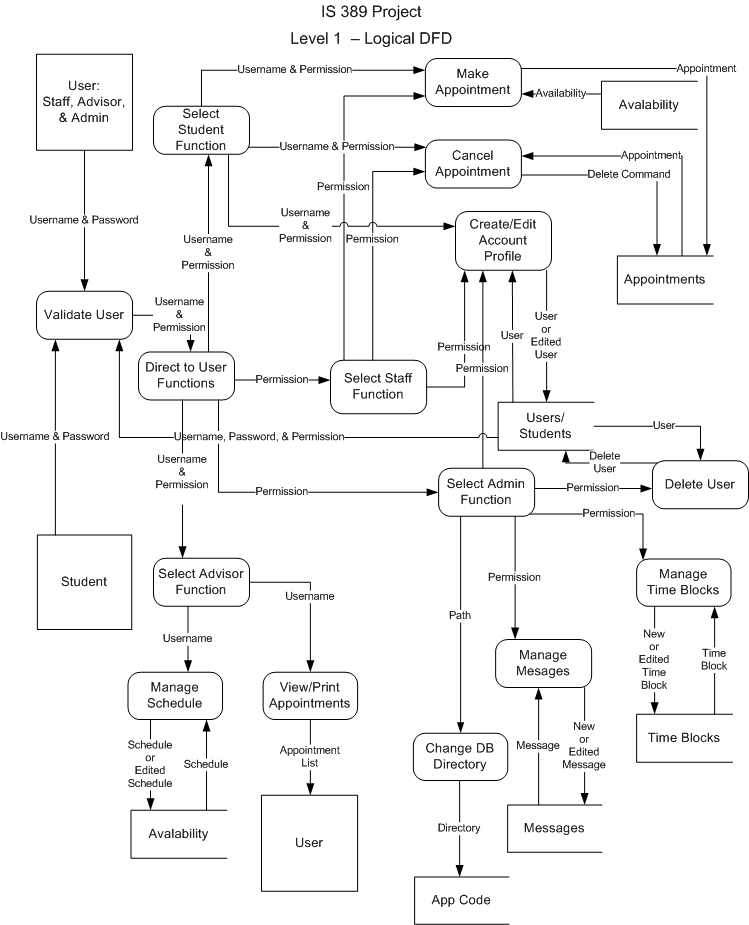 IS 389 Project
Level 1 – Logical DFD
User:
Staff, Advisor,
& Admin
Username & Permission
Make
Appointment
Appointment
Availability
Avalability
Select
Student
Function
Username & Permission
Cancel
Appointment
Appointment
Delete Command
Permission
Username & Password
Username
&
Permission
Username
&
Permission
Permission
Create/Edit
Account
Profile
Appointments
Validate User
Username
&
Permission
User
or
Edited
User
User
Permission
Permission
Direct to User
Functions
Permission
Select Staff
Function
Username & Password
Username, Password, & Permission
Users/
Students
User
Username
&
Permission
Delete
User
Permission
Select Admin
Function
Permission
Delete User
Permission
Student
Select Advisor
Function
Username
Permission
Manage
Time Blocks
Path
Username
New
or
Edited
Time
Block
Time
Block
Manage
Mesages
Manage
Schedule
View/Print
Appointments
Schedule
or
Edited
Schedule
Schedule
Appointment
List
Change DB
Directory
Message
New
or
Edited
Message
Time Blocks
Avalability
User
Directory
Messages
App Code